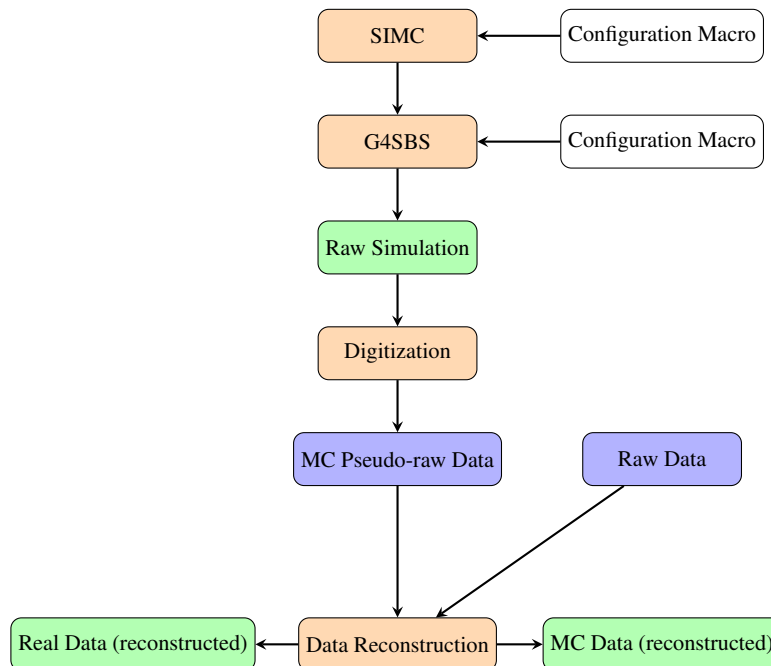 SIMC
Configuration Macro
G4SBS
Configuration Macro
Raw Simulation
Digitization
MC Pseudo-raw Data
Raw Data
Real Data (reconstructed)
Data Reconstruction
MC Data (reconstructed)